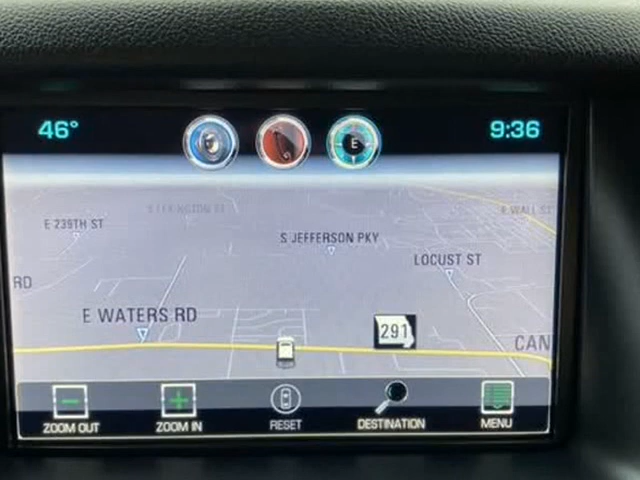 46°
E
9:36
E WALL ST
E 239TH ST
S JEFFERSON PKY
LOCUST ST
RD
E WATERS RD
291
CAN
ZOOM OUT
ZOOM IN
RESET
DESTINATION
MENU